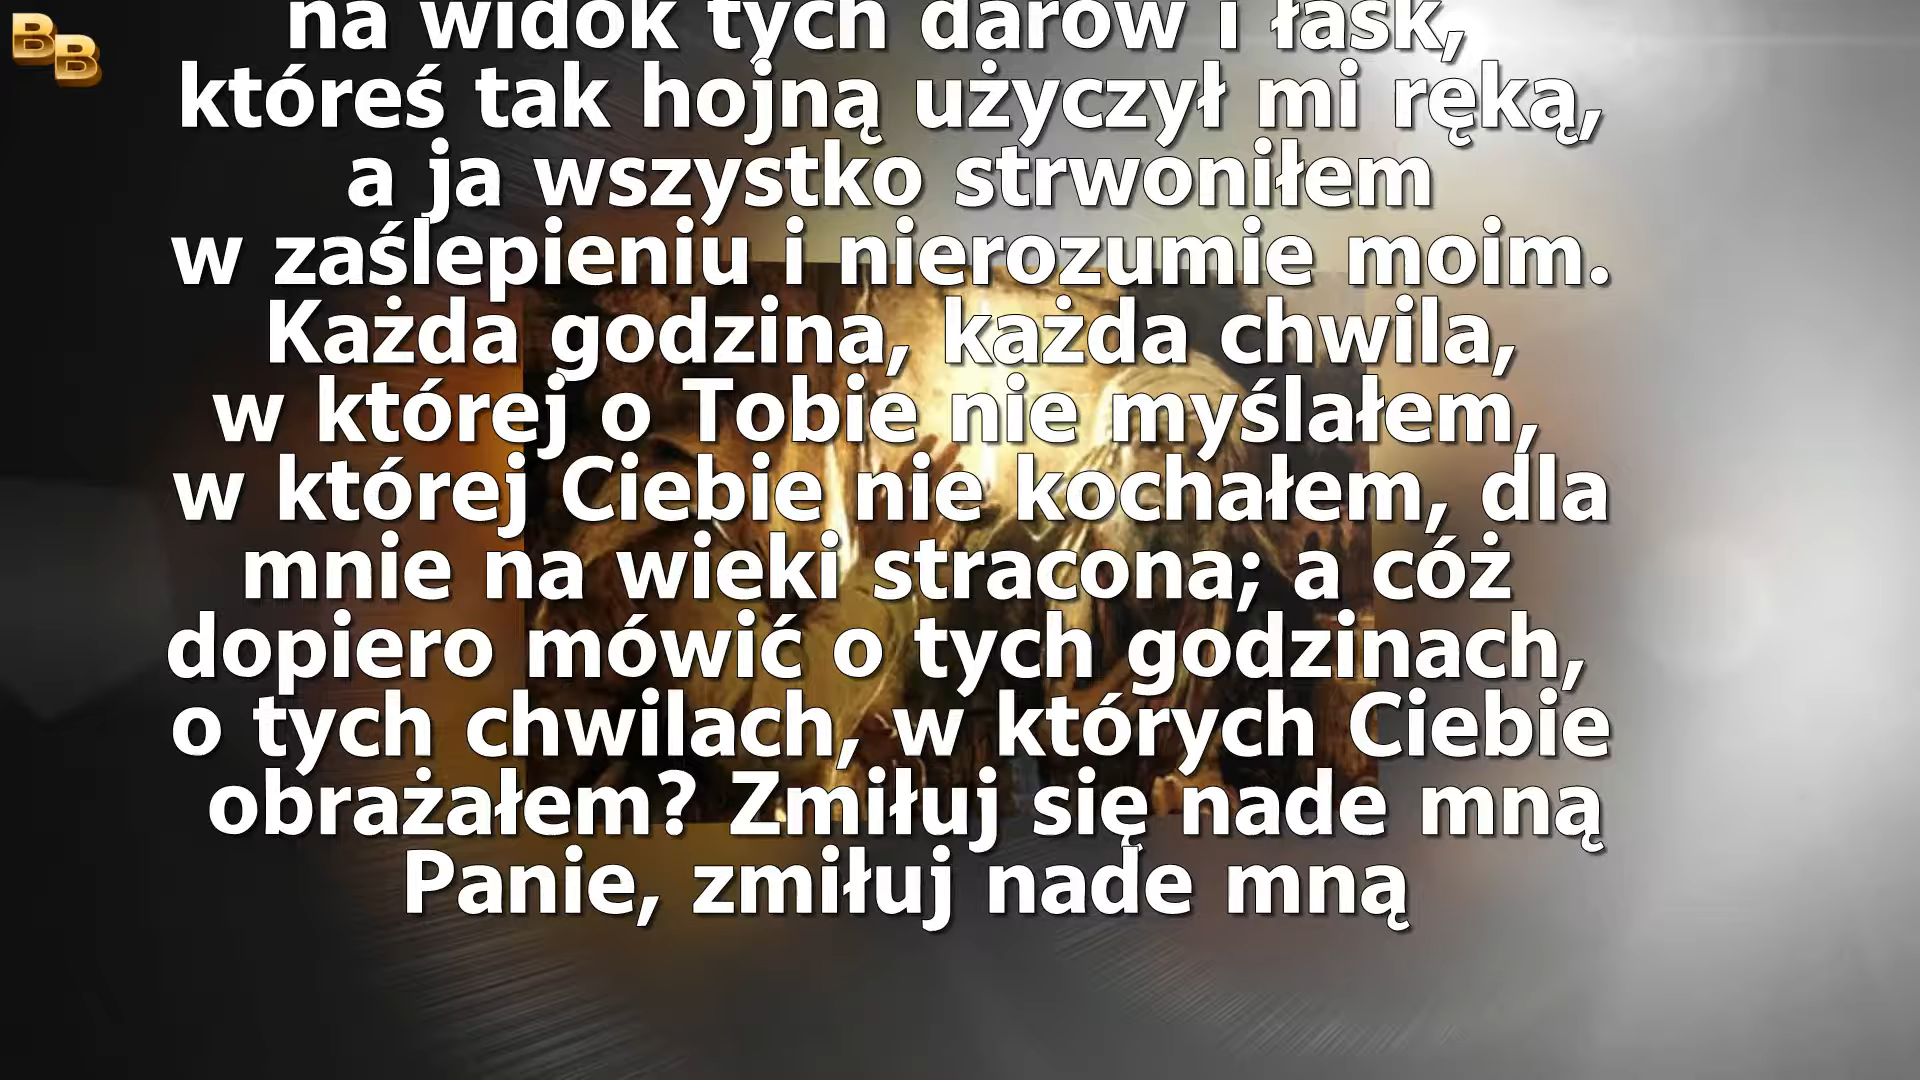 BB
na widok tych darów i łask,
któreś tak hojną użyczył mi ręką,
a ja wszystko strwoniłem
w zaślepieniu i nierozumie moim.
Każda godzina, każda chwila,
w której o Tobie nie myślałem,
w której Ciebie nie kochałem, dla
mnie na wieki stracona; a cóż
dopiero mówić o tych godzinach,
o tych chwilach, w których Ciebie
obrażałem? Zmiłuj się nade mną
Panie, zmiłuj nade mną